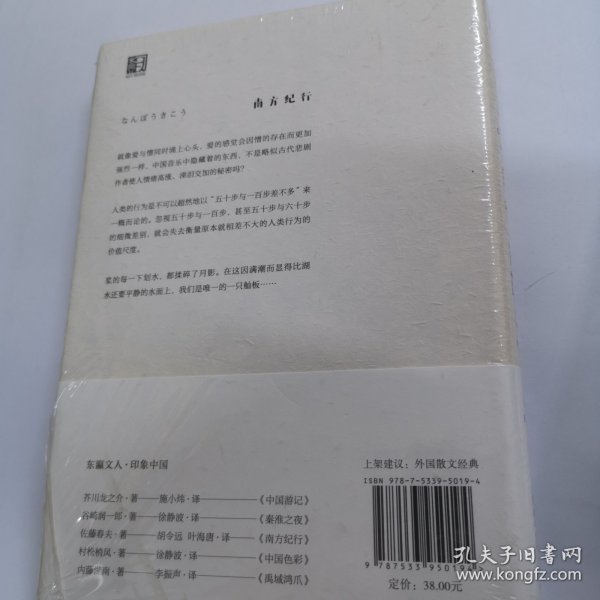 南方纪行
なんぽうきこう
就像爱与憎同时涌上心头，爱的感觉会因憎的存在而更加
强烈一样，中国音乐中隐藏着的东西，不是略似古代悲剧
作者使人情绪高涨、涕泪交加的秘密吗？
人类的行为是不可以超然地以“五十步与一百步差不多”来
一概而论的。忽视五十步与一百步，甚至五十步与六十步
的细微差别，就会失去衡量原本就相差不大的人类行为的
价值尺度。
桨的每一下划水，都揉碎了月影。在这因满潮而显得比湖
水还要平静的水面上，我们是唯一的一只舢板……
东瀛文人·印象中国
芥川龙之介·著——施小炜·译——《中国游记》
谷崎润一郎·著——徐静波·译——《秦淮之夜》
佐藤春夫·著——胡令远 叶海唐·译——《南方纪行》
村松梢风·著——徐静波·译——《中国色彩》
内藤湖南·著——李振声·译——《禹域鸿爪》
上架建议：外国散文经典
ISBN 978-7-5339-5019-4
9 787533 950194
定价：38.00元
孔夫子旧书网
www.kongfz.com